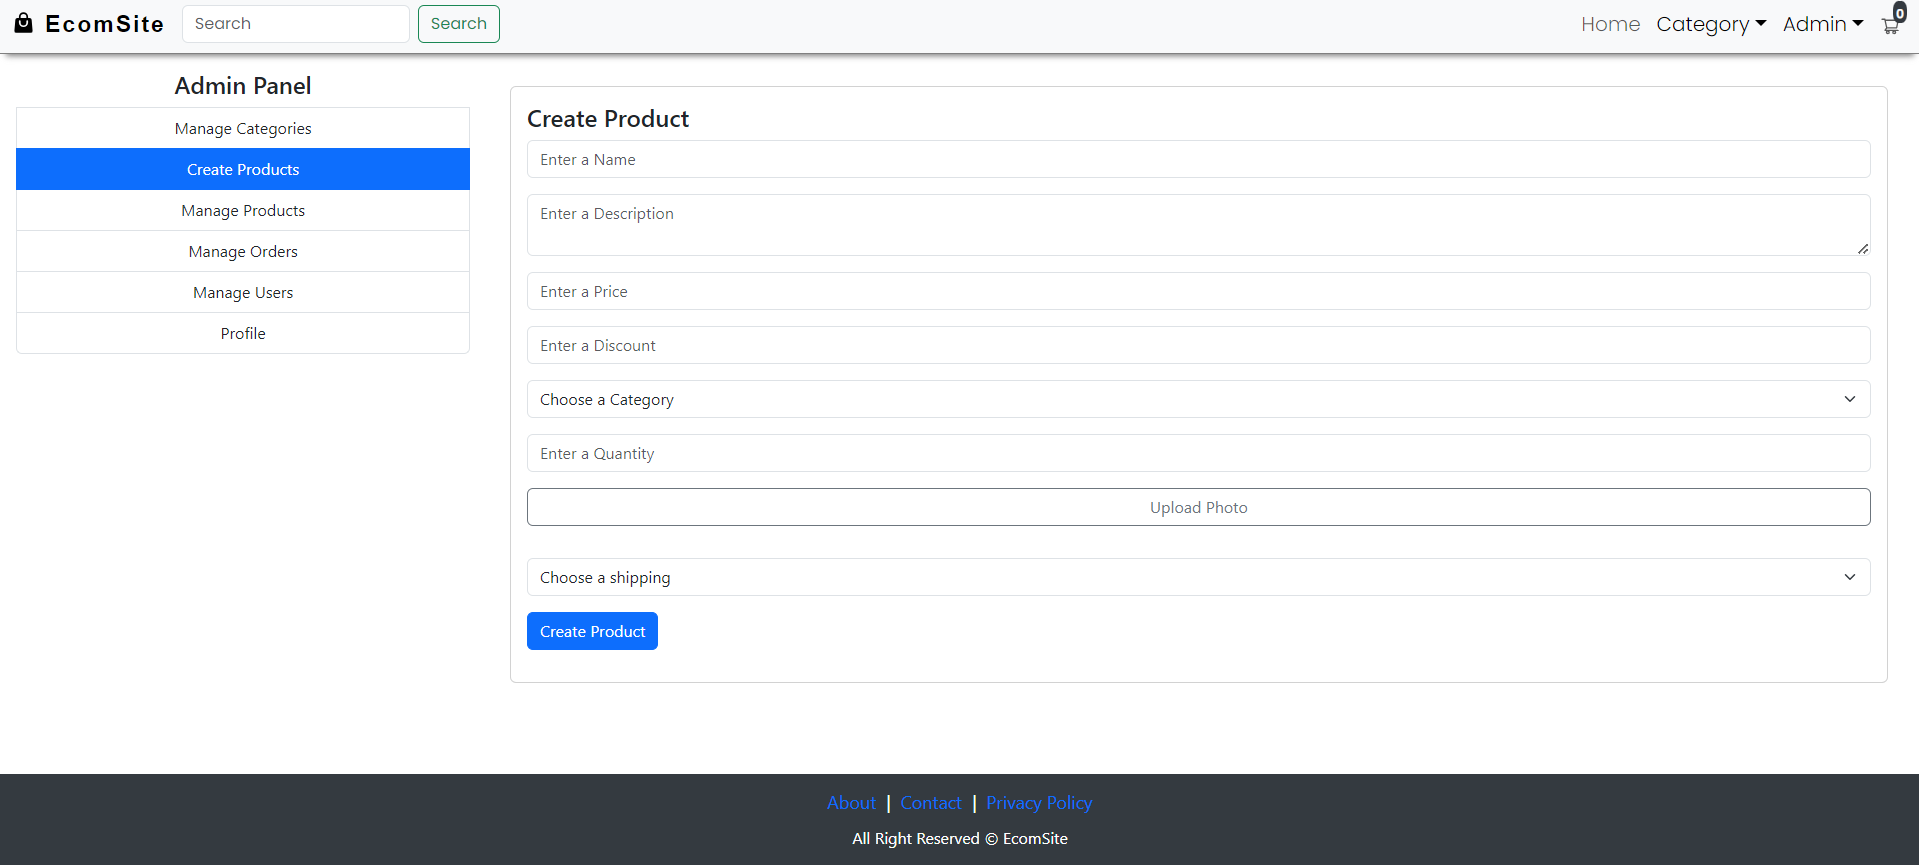 EcomSite Search Search Home Category Admin 0
Admin Panel
Manage Categories
Create Products
Manage Products
Manage Orders
Manage Users
Profile
Create Product
Enter a Name
Enter a Description
Enter a Price
Enter a Discount
Choose a Category
Enter a Quantity
Upload Photo
Choose a shipping
Create Product
About | Contact | Privacy Policy
All Right Reserved © EcomSite